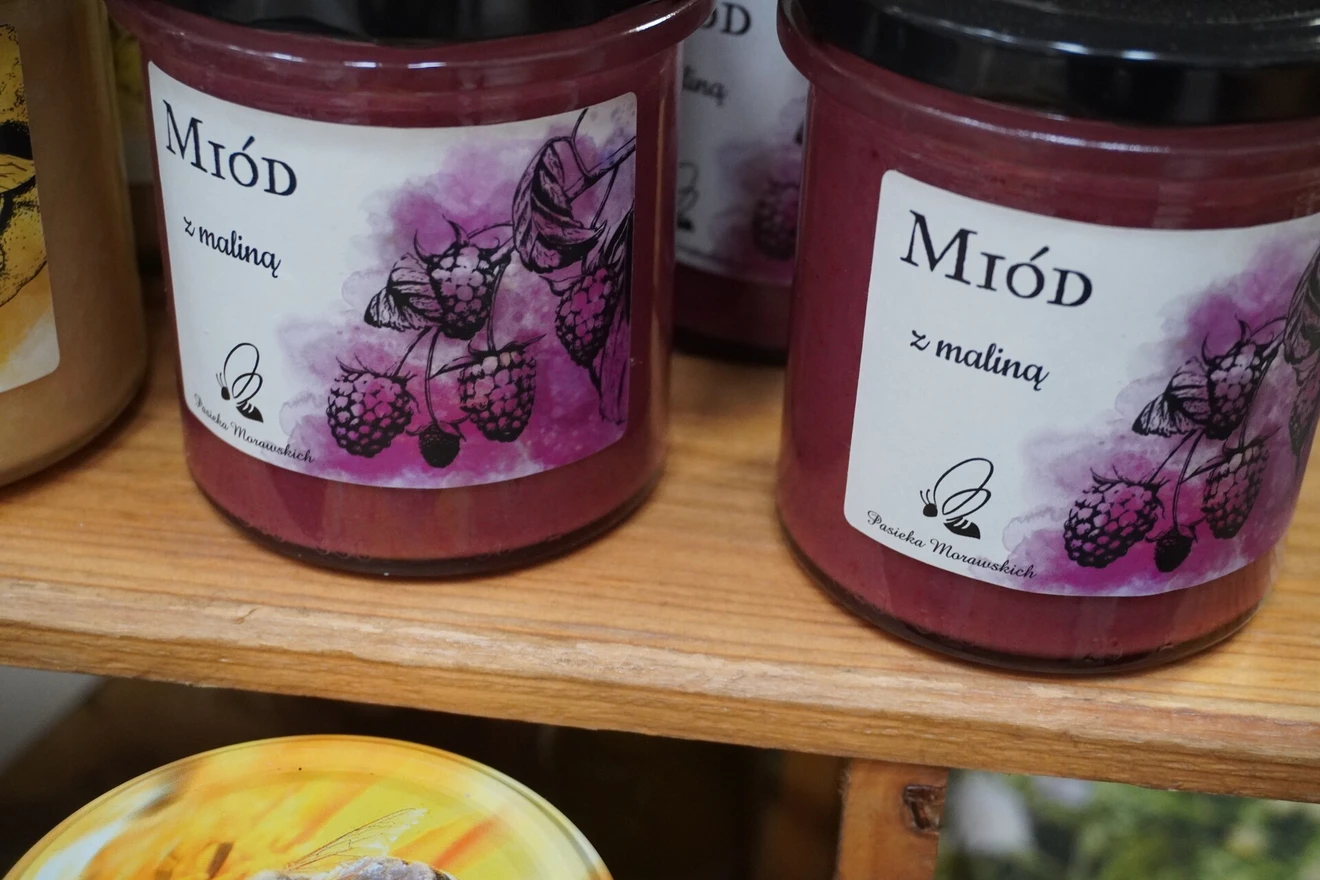 Miód
z maliną
Pasieka Morawskich
Miód
z maliną
Pasieka Morawskich